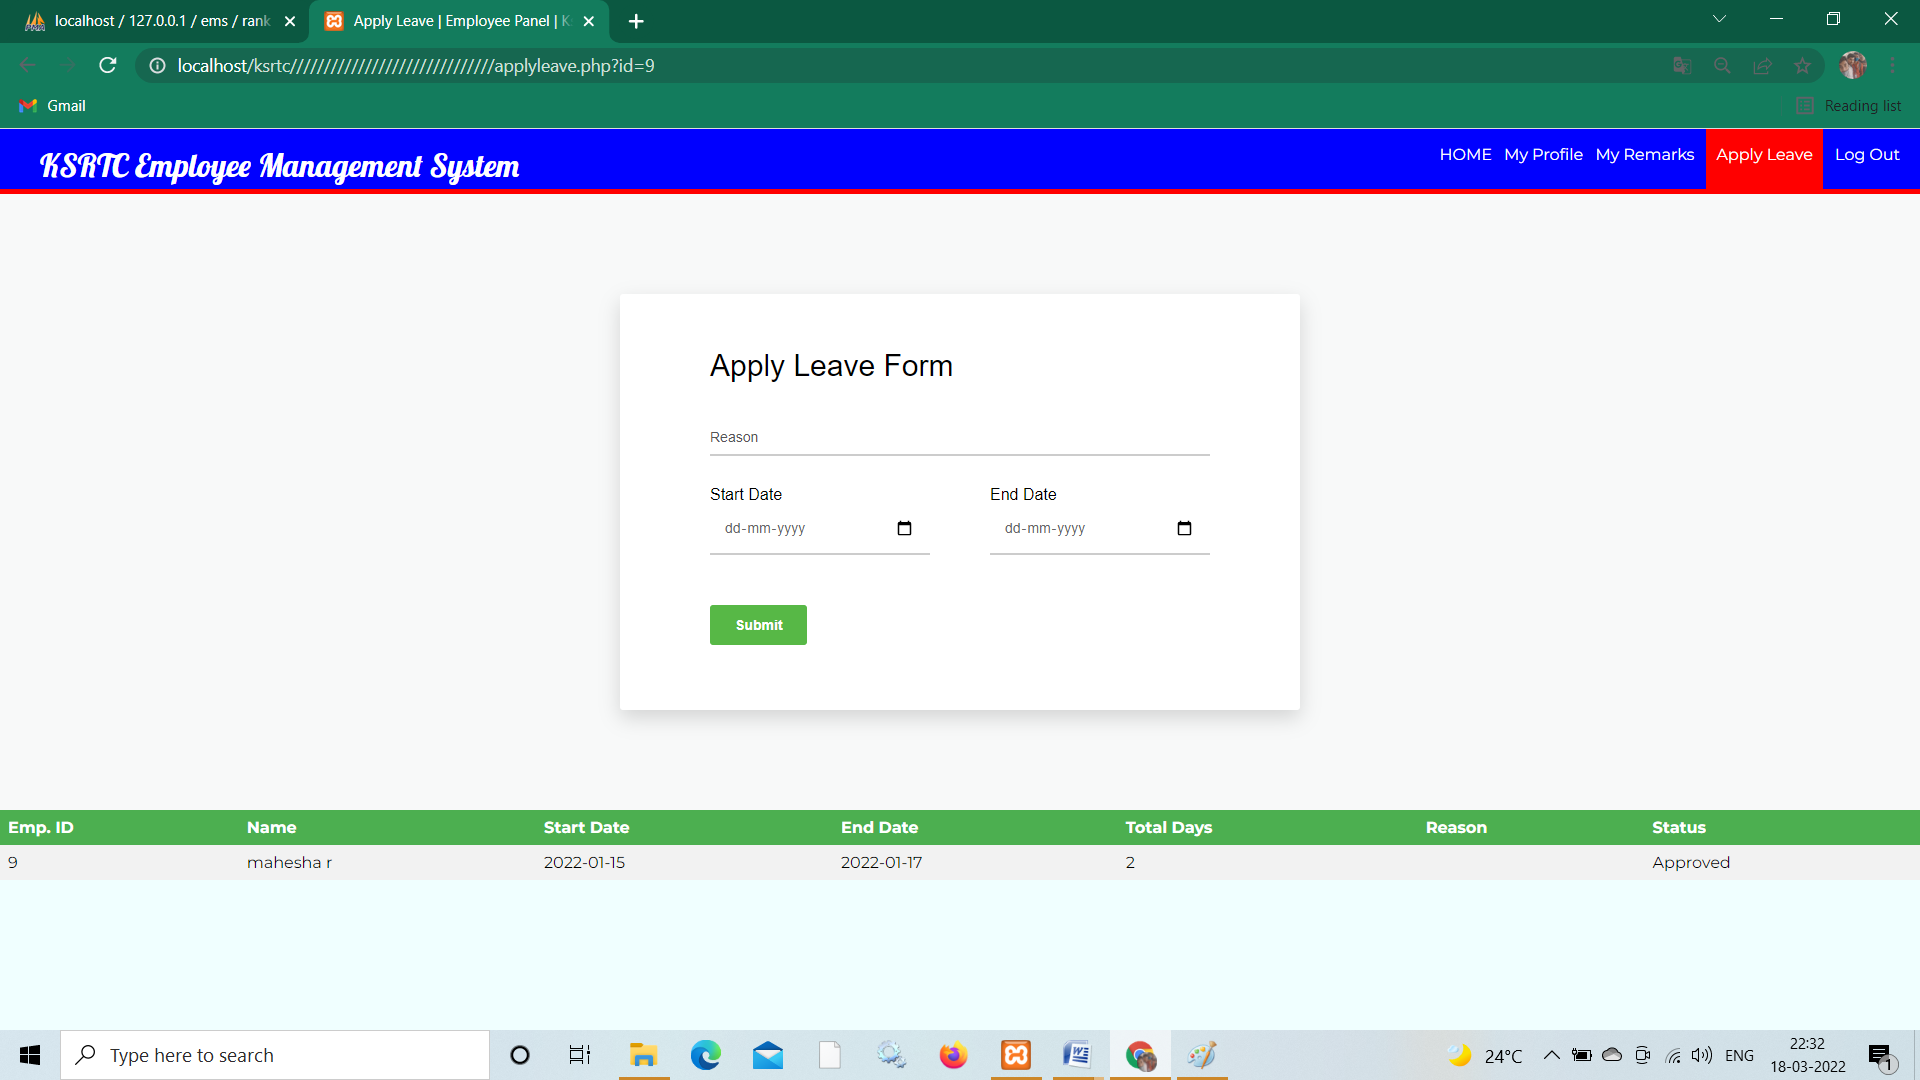 localhost / 127.0.0.1 / ems / rank
Apply Leave | Employee Panel | K
localhost/ksrtc//////////////////////////////applyleave.php?id=9
Gmail
Reading list
KSRTC Employee Management System
HOME My Profile My Remarks Apply Leave Log Out
Apply Leave Form
Reason
Start Date End Date
dd-mm-yyyy dd-mm-yyyy
Submit
Emp. ID Name Start Date End Date Total Days Reason Status
9 mahesha r 2022-01-15 2022-01-17 2 Approved
Type here to search
24°C
ENG
22:32
18-03-2022
1